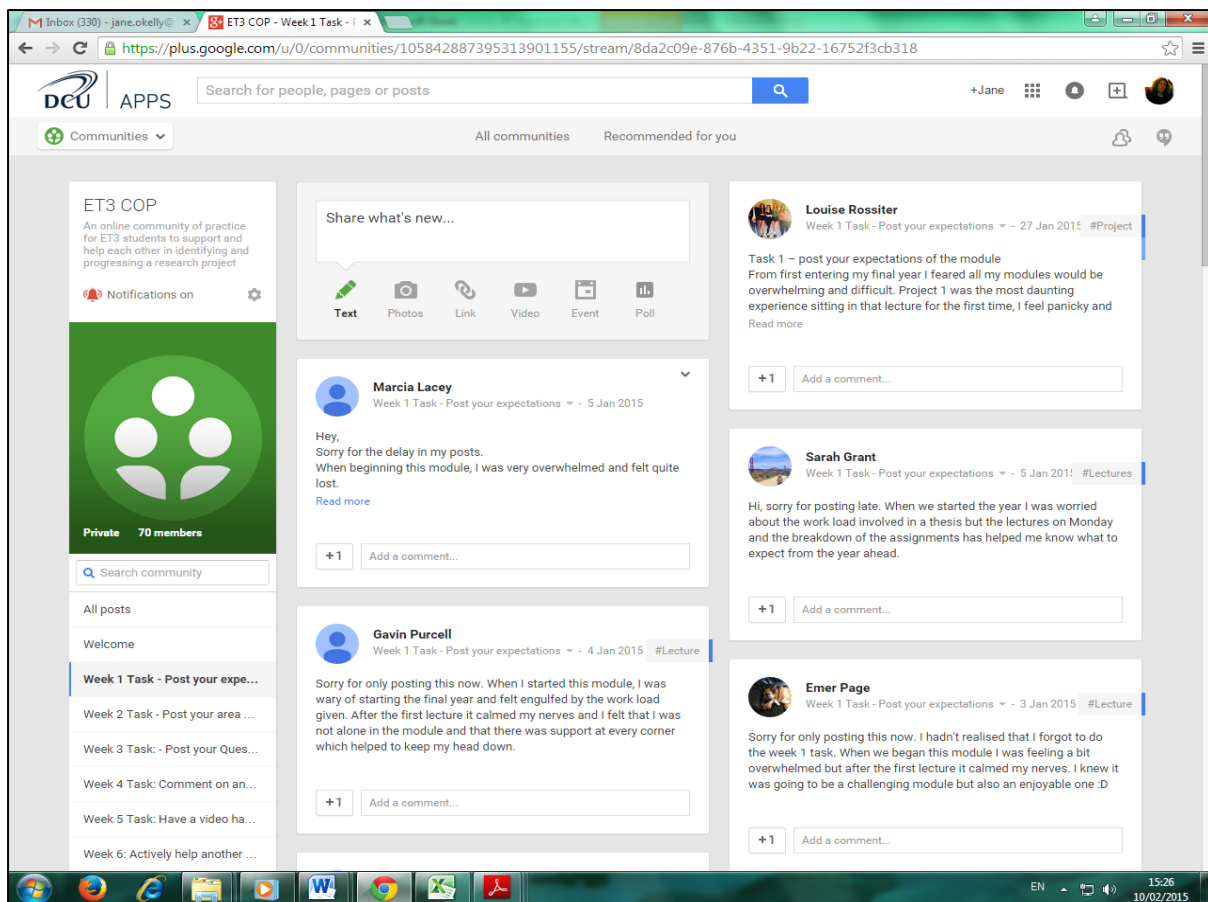 Inbox (330) - jane.okelly@
ET3 COP - Week 1 Task - F
https://plus.google.com/u/0/communities/105842887395313901155/stream/8da2c09e-876b-4351-9b22-16752f3cb318
DCU APPS
Search for people, pages or posts
+Jane
Communities
All communities
Recommended for you
ET3 COP
An online community of practice
for ET3 students to support and
help each other in identifying and
progressing a research project
Notifications on
Private 70 members
Search community
All posts
Welcome
Week 1 Task - Post your expe...
Week 2 Task - Post your area ...
Week 3 Task: - Post your Ques...
Week 4 Task: Comment on an...
Week 5 Task: Have a video ha...
Week 6: Actively help another ...
Share what's new...
Text Photos Link Video Event Poll
Marcia Lacey
Week 1 Task - Post your expectations - 5 Jan 2015
Hey,
Sorry for the delay in my posts.
When beginning this module, I was very overwhelmed and felt quite
lost.
Read more
+1 Add a comment...
Gavin Purcell
Week 1 Task - Post your expectations - 4 Jan 2015 #Lecture
Sorry for only posting this now. When I started this module, I was
wary of starting the final year and felt engulfed by the work load
given. After the first lecture it calmed my nerves and I felt that I was
not alone in the module and that there was support at every corner
which helped to keep my head down.
+1 Add a comment...
Louise Rossiter
Week 1 Task - Post your expectations - 27 Jan 2015 #Project
Task 1 – post your expectations of the module
From first entering my final year I feared all my modules would be
overwhelming and difficult. Project 1 was the most daunting
experience sitting in that lecture for the first time, I feel panicky and
Read more
+1 Add a comment...
Sarah Grant
Week 1 Task - Post your expectations - 5 Jan 201 #Lectures
Hi, sorry for posting late. When we started the year I was worried
about the work load involved in a thesis but the lectures on Monday
and the breakdown of the assignments has helped me know what to
expect from the year ahead.
+1 Add a comment...
Emer Page
Week 1 Task - Post your expectations - 3 Jan 2015 #Lecture
Sorry for only posting this now. I hadn't realised that I forgot to do
the week 1 task. When we began this module I was feeling a bit
overwhelmed but after the first lecture it calmed my nerves. I knew it
was going to be a challenging module but also an enjoyable one :D
+1 Add a comment...
EN
15:26
10/02/2015